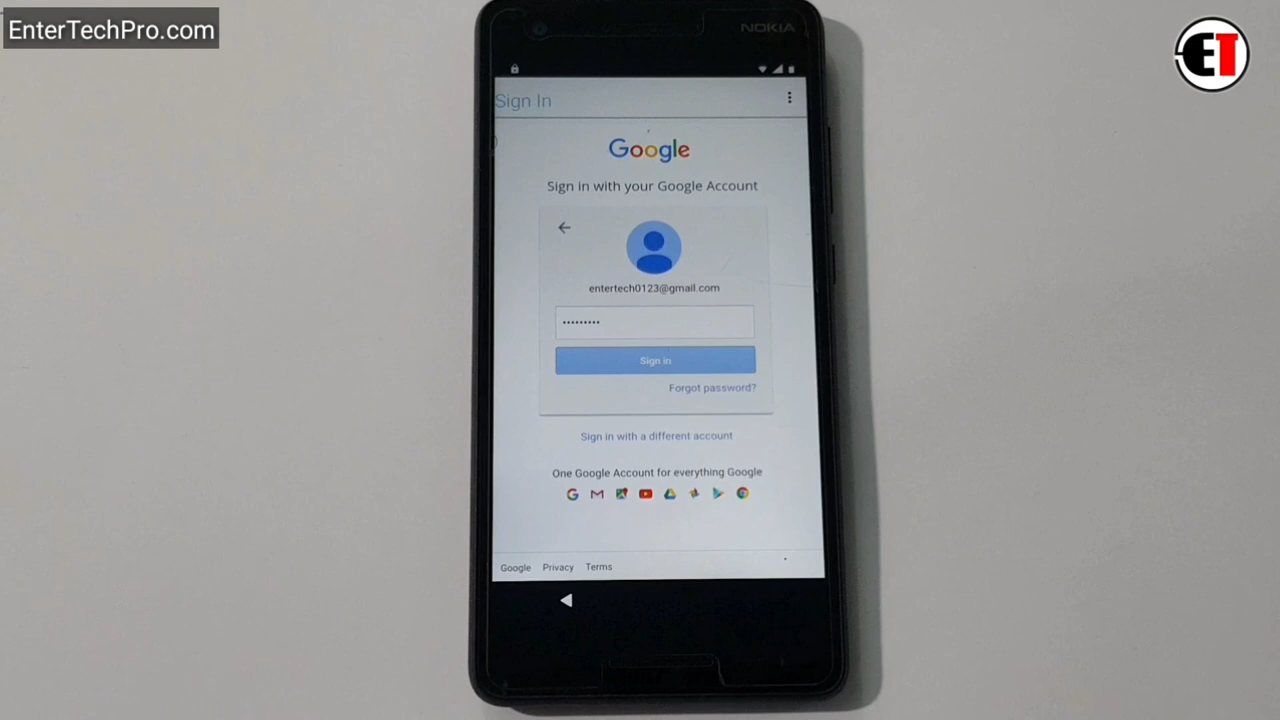 EnterTechPro.com
ET
NOKIA
Sign In
Google
Sign in with your Google Account
entertech0123@gmail.com
•••••••••
Sign in
Forgot password?
Sign in with a different account
One Google Account for everything Google
Google Privacy Terms